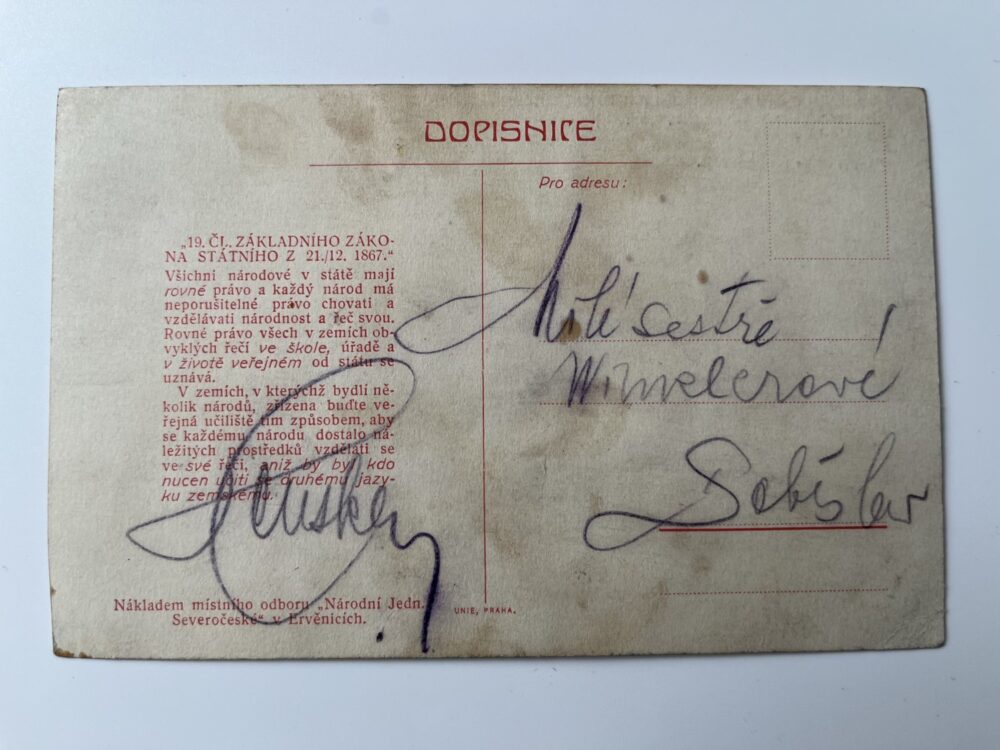 DOPISNICE
Pro adresu:
„19. ČL. ZÁKLADNÍHO ZÁKO-
NA STÁTNÍHO Z 21./12. 1867.“
Všichni národové v státě mají
rovné právo a každý národ má
neporušitelné právo chovati a
vzdělávati národnost a řeč svou.
Rovné právo všech v zemích ob-
vyklých řečí ve škole, úřadě a
v životě veřejném od státu se
uznává.
V zemích, v kterýchž bydlí ně-
kolik národů, zřízena buďte ve-
řejná učiliště tím způsobem, aby
se každému národu dostalo ná-
ležitých prostředků vzdělati se
ve své řeči, aniž by byl kdo
nucen učiti se druhému jazy-
ku zemskému.
Nákladem místního odboru „Národní Jedn.
Severočeské“ v Ervěnicích.
UNIE, PRAHA.
Milé sestře